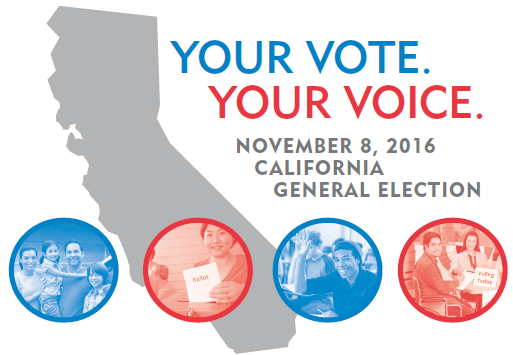 YOUR VOTE.
YOUR VOICE.
NOVEMBER 8, 2016
CALIFORNIA
GENERAL ELECTION
Ballot
Voting
Today